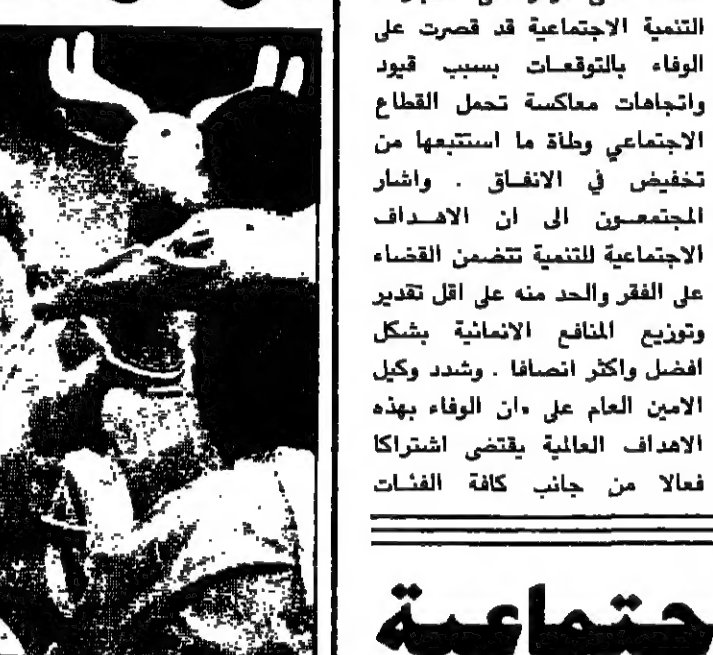 التنمية الاجتماعية قد قصرت على
الوفاء بالتوقعات بسبب قيود
واتجاهات معاكسة تحمل القطاع
الاجتماعي وطأة ما استتبعها من
تخفيض في الانفاق . واشار
المجتمعون الى ان الاهداف
الاجتماعية للتنمية تتضمن القضاء
على الفقر والحد منه على اقل تقدير
وتوزيع المنافع الانمائية بشكل
افضل واكثر انصافا . وشدد وكيل
الامين العام على «ان الوفاء بهذه
الاهداف العالمية يقتضى اشتراكا
فعالا من جانب كافة الفئات
حتماعية